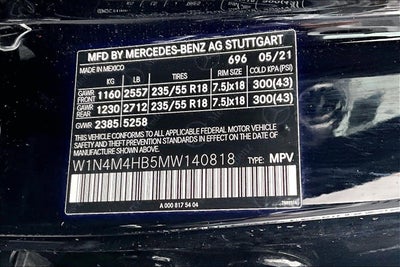 MFD BY MERCEDES-BENZ AG STUTTGART
MADE IN MEXICO 696 05/21
KG LB TIRES RIM SIZE COLD KPA(PSI)
GAWR FRONT 1160 2557 235/55 R18 7.5Jx18 300(43)
GAWR REAR 1230 2712 235/55 R18 7.5Jx18 300(43)
GVWR 2385 5258
THIS VEHICLE CONFORMS TO ALL APPLICABLE U.S.
FEDERAL MOTOR VEHICLE SAFETY AND THEFT
PREVENTION STANDARDS IN EFFECT ON THE
DATE OF MANUFACTURE SHOWN ABOVE.
W1N4M4HB5MW140818 TYPE: MPV
A 000 817 54 04